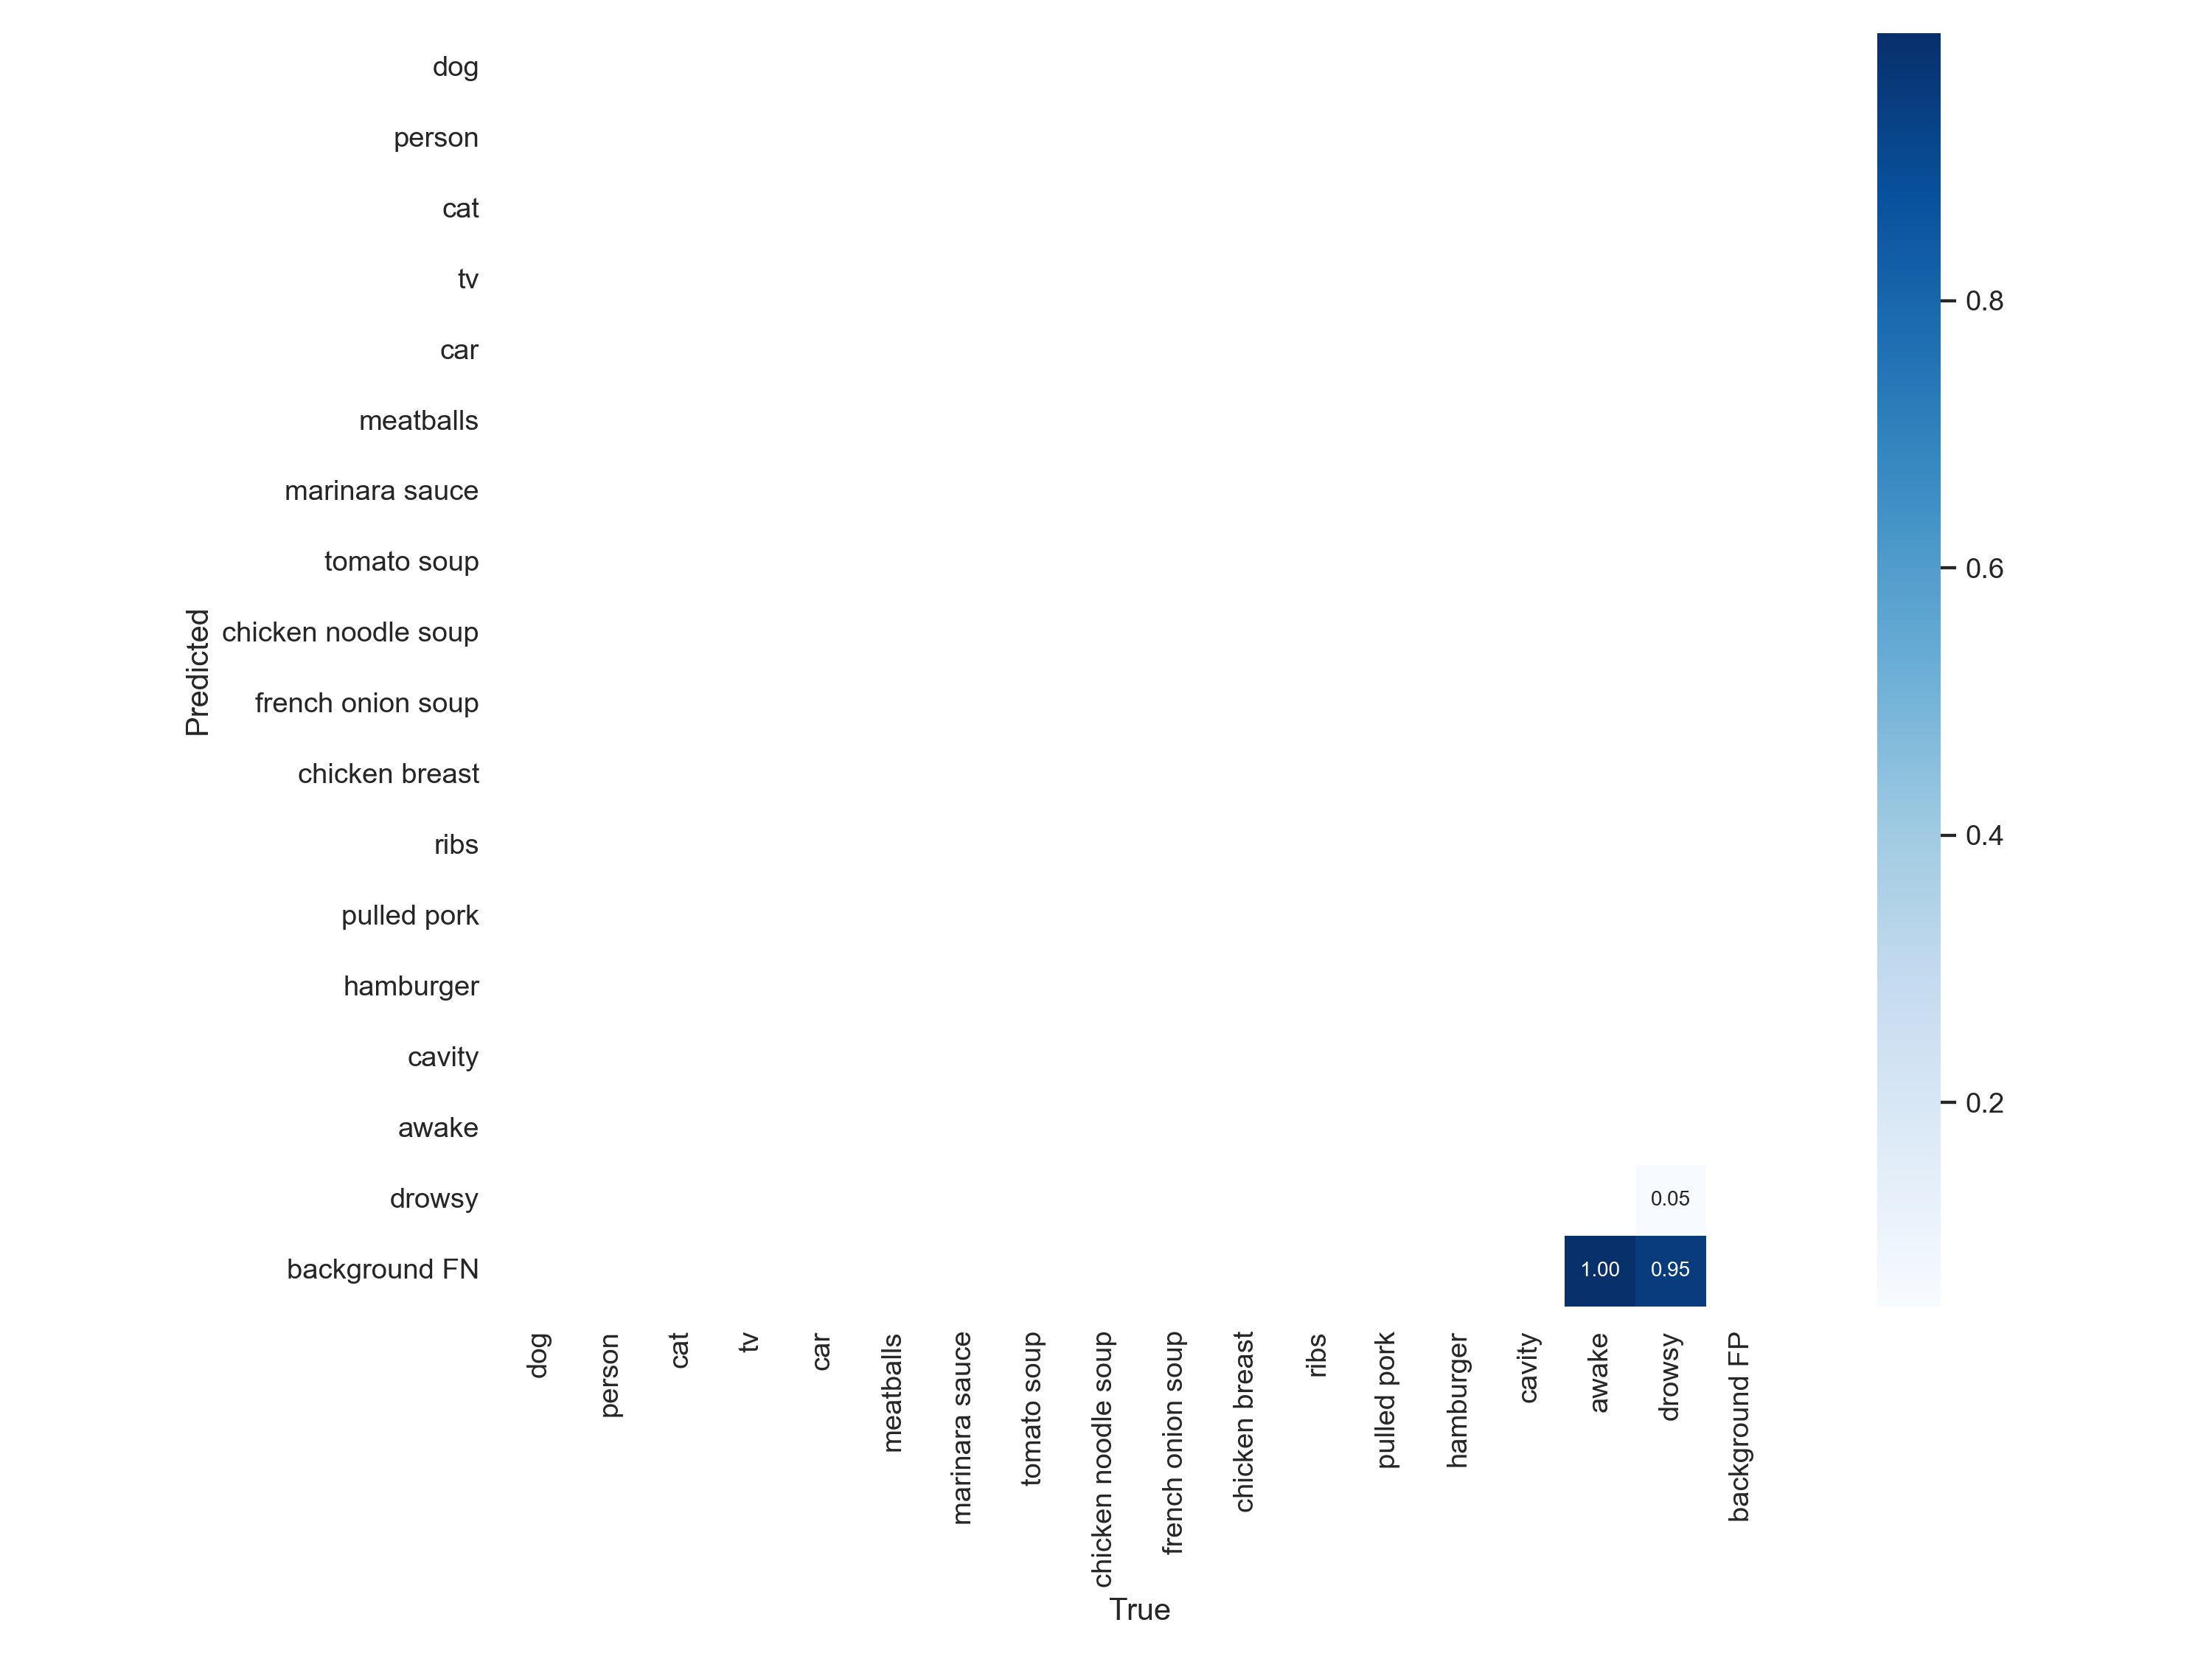 dog
person
cat
tv
car
meatballs
marinara sauce
tomato soup
chicken noodle soup
french onion soup
chicken breast
ribs
pulled pork
hamburger
cavity
awake
drowsy
background FN
Predicted
0.05
1.00 0.95
dog
person
cat
tv
car
meatballs
marinara sauce
tomato soup
chicken noodle soup
french onion soup
chicken breast
ribs
pulled pork
hamburger
cavity
awake
drowsy
background FP
True
0.8
0.6
0.4
0.2